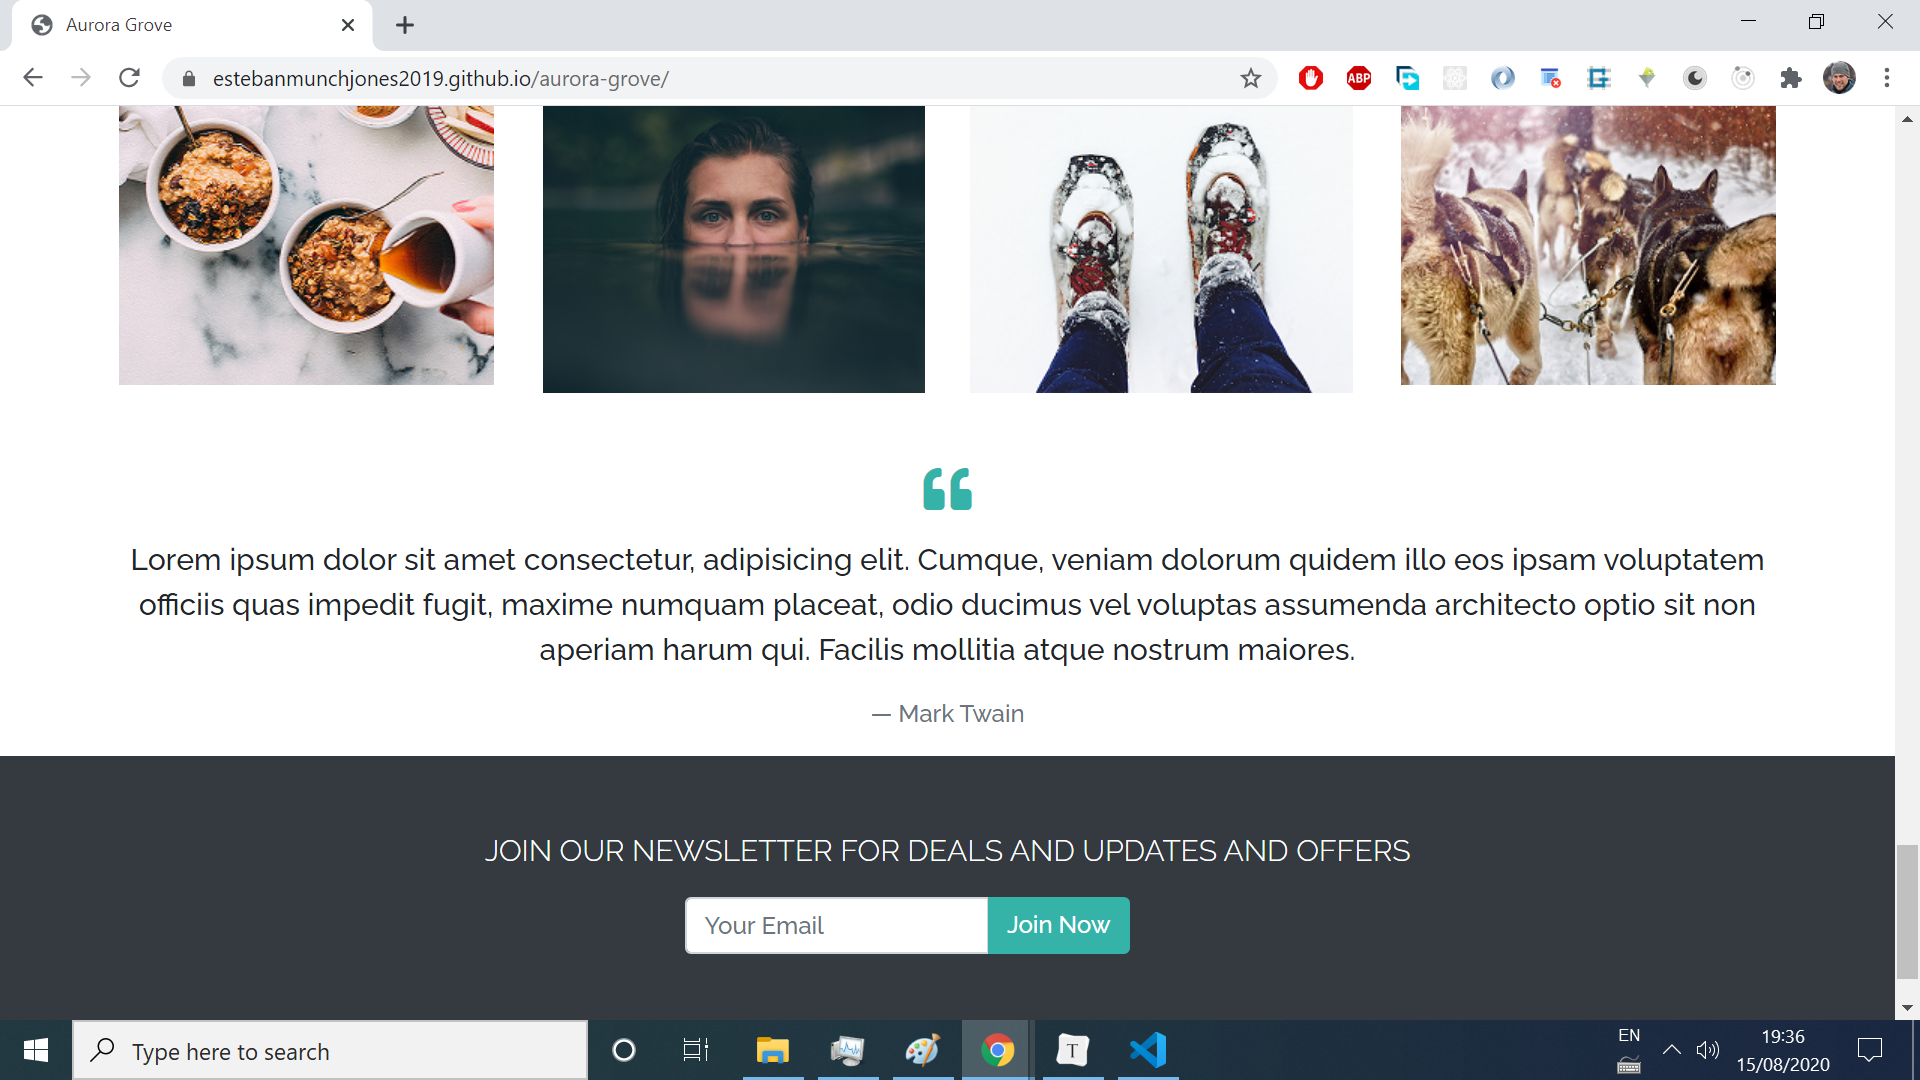 Aurora Grove
estebanmunchjones2019.github.io/aurora-grove/
ABP
Lorem ipsum dolor sit amet consectetur, adipisicing elit. Cumque, veniam dolorum quidem illo eos ipsam voluptatem
officiis quas impedit fugit, maxime numquam placeat, odio ducimus vel voluptas assumenda architecto optio sit non
aperiam harum qui. Facilis mollitia atque nostrum maiores.
— Mark Twain
JOIN OUR NEWSLETTER FOR DEALS AND UPDATES AND OFFERS
Your Email
Join Now
Type here to search
T
EN
19:36
15/08/2020